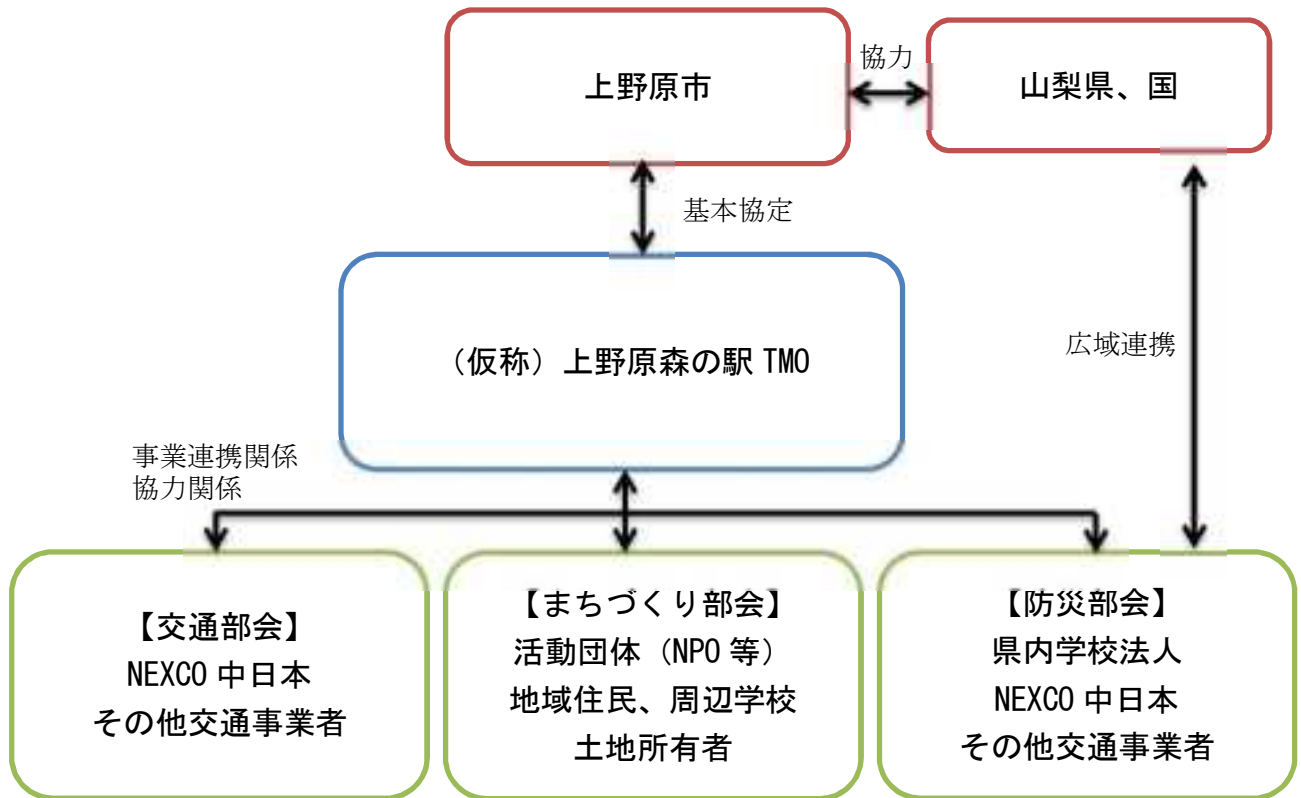 上野原市
協力
山梨県、国
基本協定
(仮称)上野原森の駅 TMO
広域連携
事業連携関係
協力関係
【交通部会】
NEXCO 中日本
その他交通事業者
【まちづくり部会】
活動団体(NPO 等)
地域住民、周辺学校
土地所有者
【防災部会】
県内学校法人
NEXCO 中日本
その他交通事業者